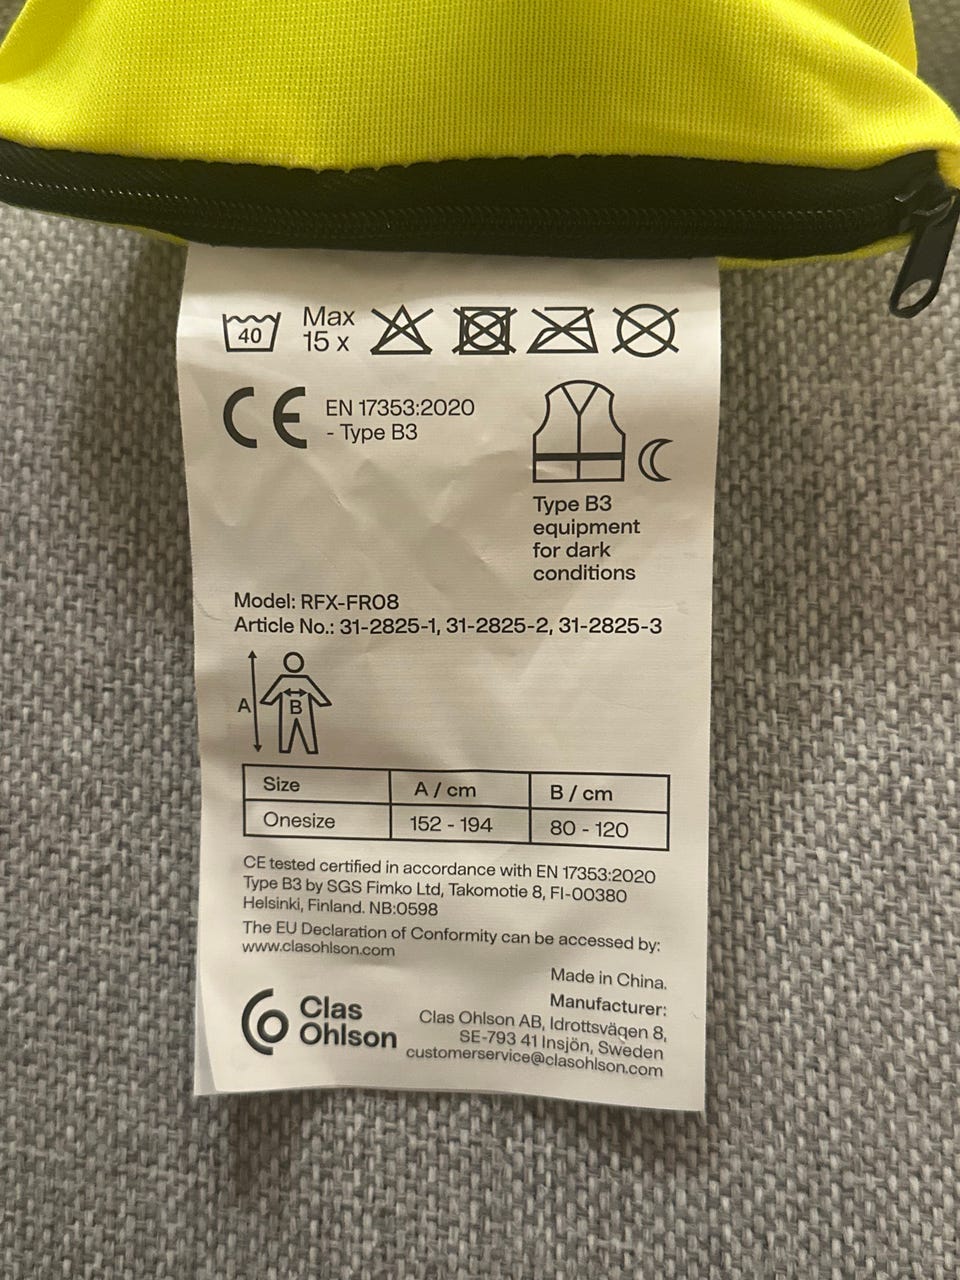 40
Max
15 x
CE
EN 17353:2020
- Type B3
Type B3
equipment
for dark
conditions
Model: RFX-FR08
Article No.: 31-2825-1, 31-2825-2, 31-2825-3
A
B
Size A / cm B / cm
Onesize 152 - 194 80 - 120
CE tested certified in accordance with EN 17353:2020
Type B3 by SGS Fimko Ltd, Takomotie 8, FI-00380
Helsinki, Finland. NB:0598
The EU Declaration of Conformity can be accessed by:
www.clasohlson.com
Made in China.
Manufacturer:
Clas Ohlson AB, Idrottsvägen 8,
SE-793 41 Insjön, Sweden
customerservice@clasohlson.com
Clas
Ohlson